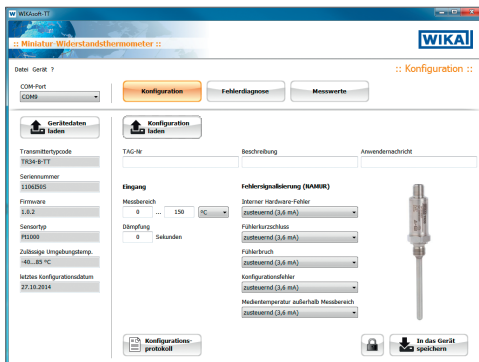 WIKAsoft-TT
:: Miniatur-Widerstandsthermometer ::
WIKAI
Datei Gerät ?
:: Konfiguration ::
COM-Port
COM9
Konfiguration
Fehlerdiagnose
Messwerte
Gerätedaten
laden
Konfiguration
laden
Transmittertypcode
TR34-B-TT
Seriennummer
1106I505
Firmware
1.8.2
Sensortyp
Pt1000
Zulässige Umgebungstemp.
-40...85 °C
letztes Konfigurationsdatum
27.10.2014
TAG-Nr
Beschreibung
Anwendernachricht
Eingang
Messbereich
0 ... 150 °C
Dämpfung
0 Sekunden
Fehlersignalisierung (NAMUR)
Interner Hardware-Fehler
zusteuernd (3,6 mA)
Fühlerkurzschluss
zusteuernd (3,6 mA)
Fühlerbruch
zusteuernd (3,6 mA)
Konfigurationsfehler
zusteuernd (3,6 mA)
Medientemperatur außerhalb Messbereich
zusteuernd (3,6 mA)
Konfigurations-
protokoll
In das Gerät
speichern